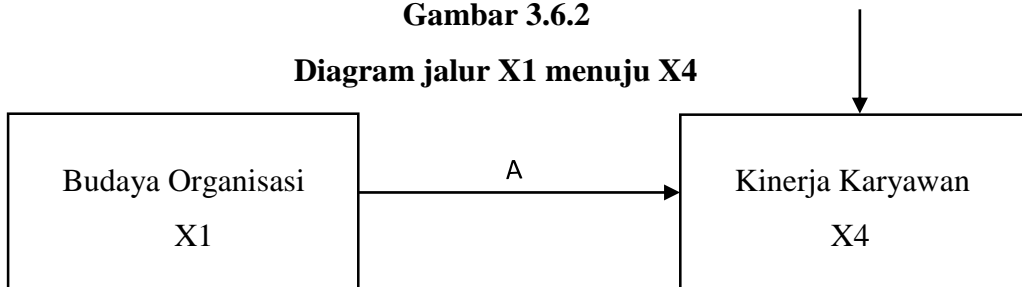 Gambar 3.6.2
Diagram jalur X1 menuju X4
Budaya Organisasi
X1
A
Kinerja Karyawan
X4